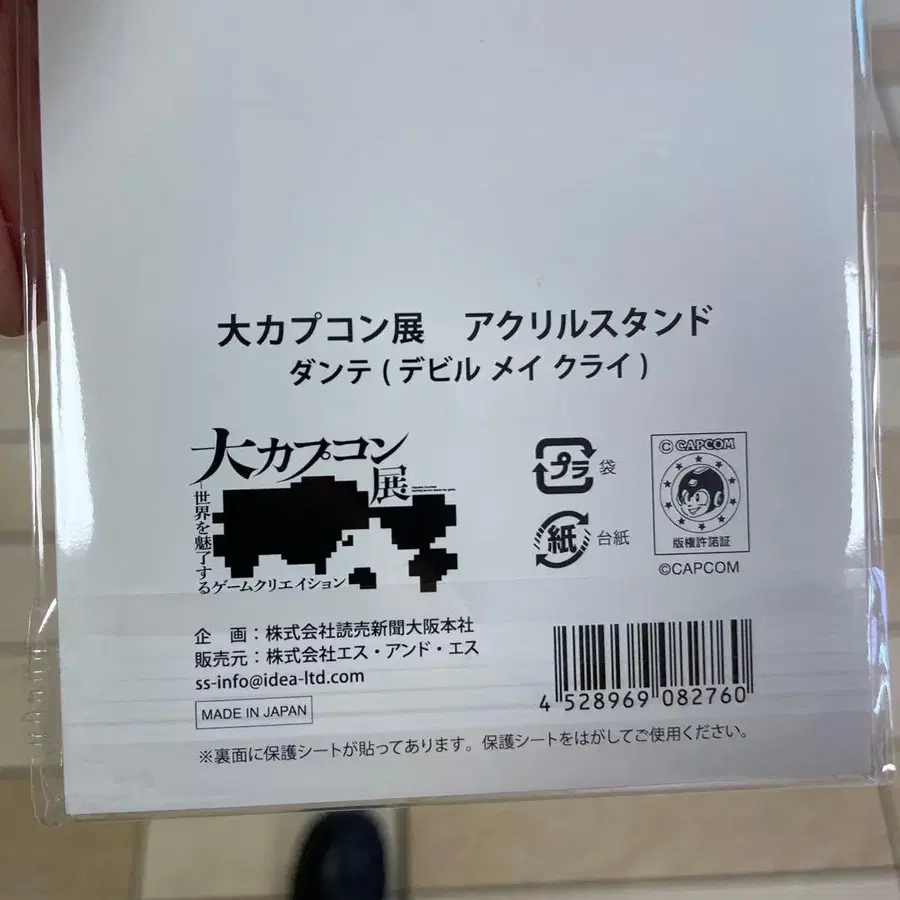 大カプコン展　アクリルスタンド
ダンテ ( デビル メイ クライ )
大カプコン展
世界を魅了する
ゲームクリエイション
プラ 袋
紙 台紙
© CAPCOM
版権許諾証
©CAPCOM
企　画：株式会社読売新聞大阪本社
販売元：株式会社エス・アンド・エス
ss-info@idea-ltd.com
MADE IN JAPAN
4 528969 082760
※裏面に保護シートが貼ってあります。保護シートをはがしてご使用ください。